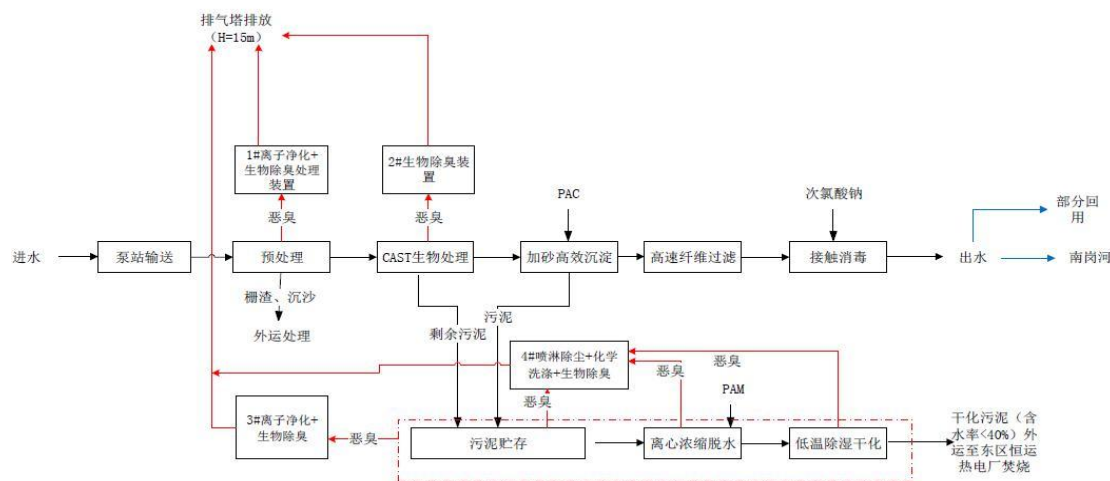 排气塔排放
（H=15m）
1#离子净化+
生物除臭处理
装置
2#生物除臭装
置
恶臭
恶臭
PAC
次氯酸钠
部分回
用
进水
泵站输送
预处理
CAST生物处理
加砂高效沉淀
高速纤维过滤
接触消毒
出水
南岗河
栅渣、沉沙
外运处理
剩余污泥
污泥
4#喷淋除尘+化学
洗涤+生物除臭
恶臭
恶臭
恶臭
PAM
3#离子净化+
生物除臭
恶臭
污泥贮存
离心浓缩脱水
低温除湿干化
干化污泥（含
水率<40%）外
运至东区恒运
热电厂焚烧